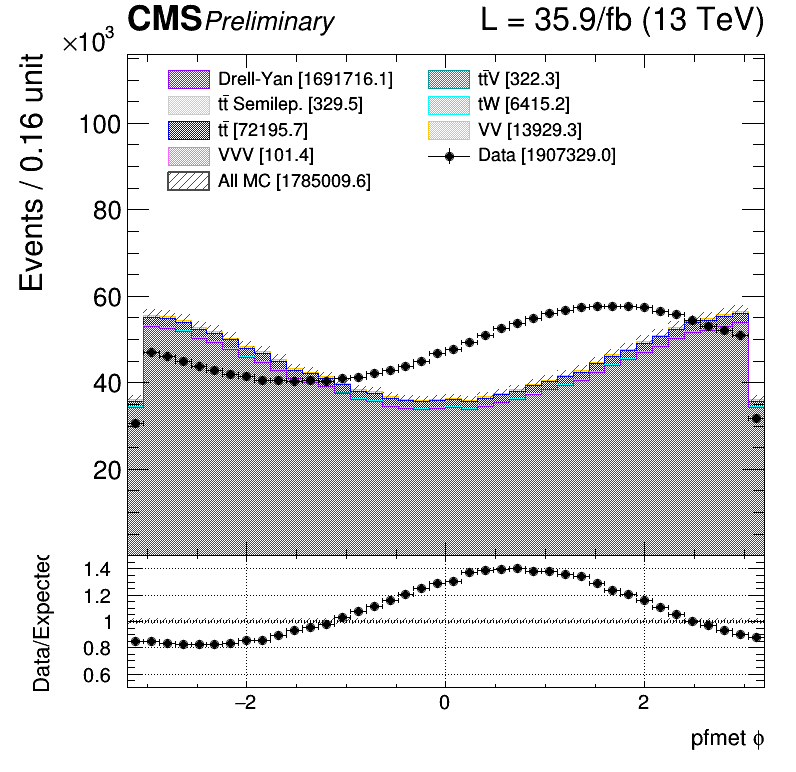 CMS Preliminary L = 35.9/fb (13 TeV)
×10³
Events / 0.16 unit
Drell-Yan [1691716.1]
tt̄ Semilep. [329.5]
tt̄ [72195.7]
VVV [101.4]
All MC [1785009.6]
tt̄V [322.3]
tW [6415.2]
VV [13929.3]
Data [1907329.0]
100
80
60
40
20
Data/Expected
1.4
1.2
1
0.8
0.6
−2 0 2
pfmet ϕ